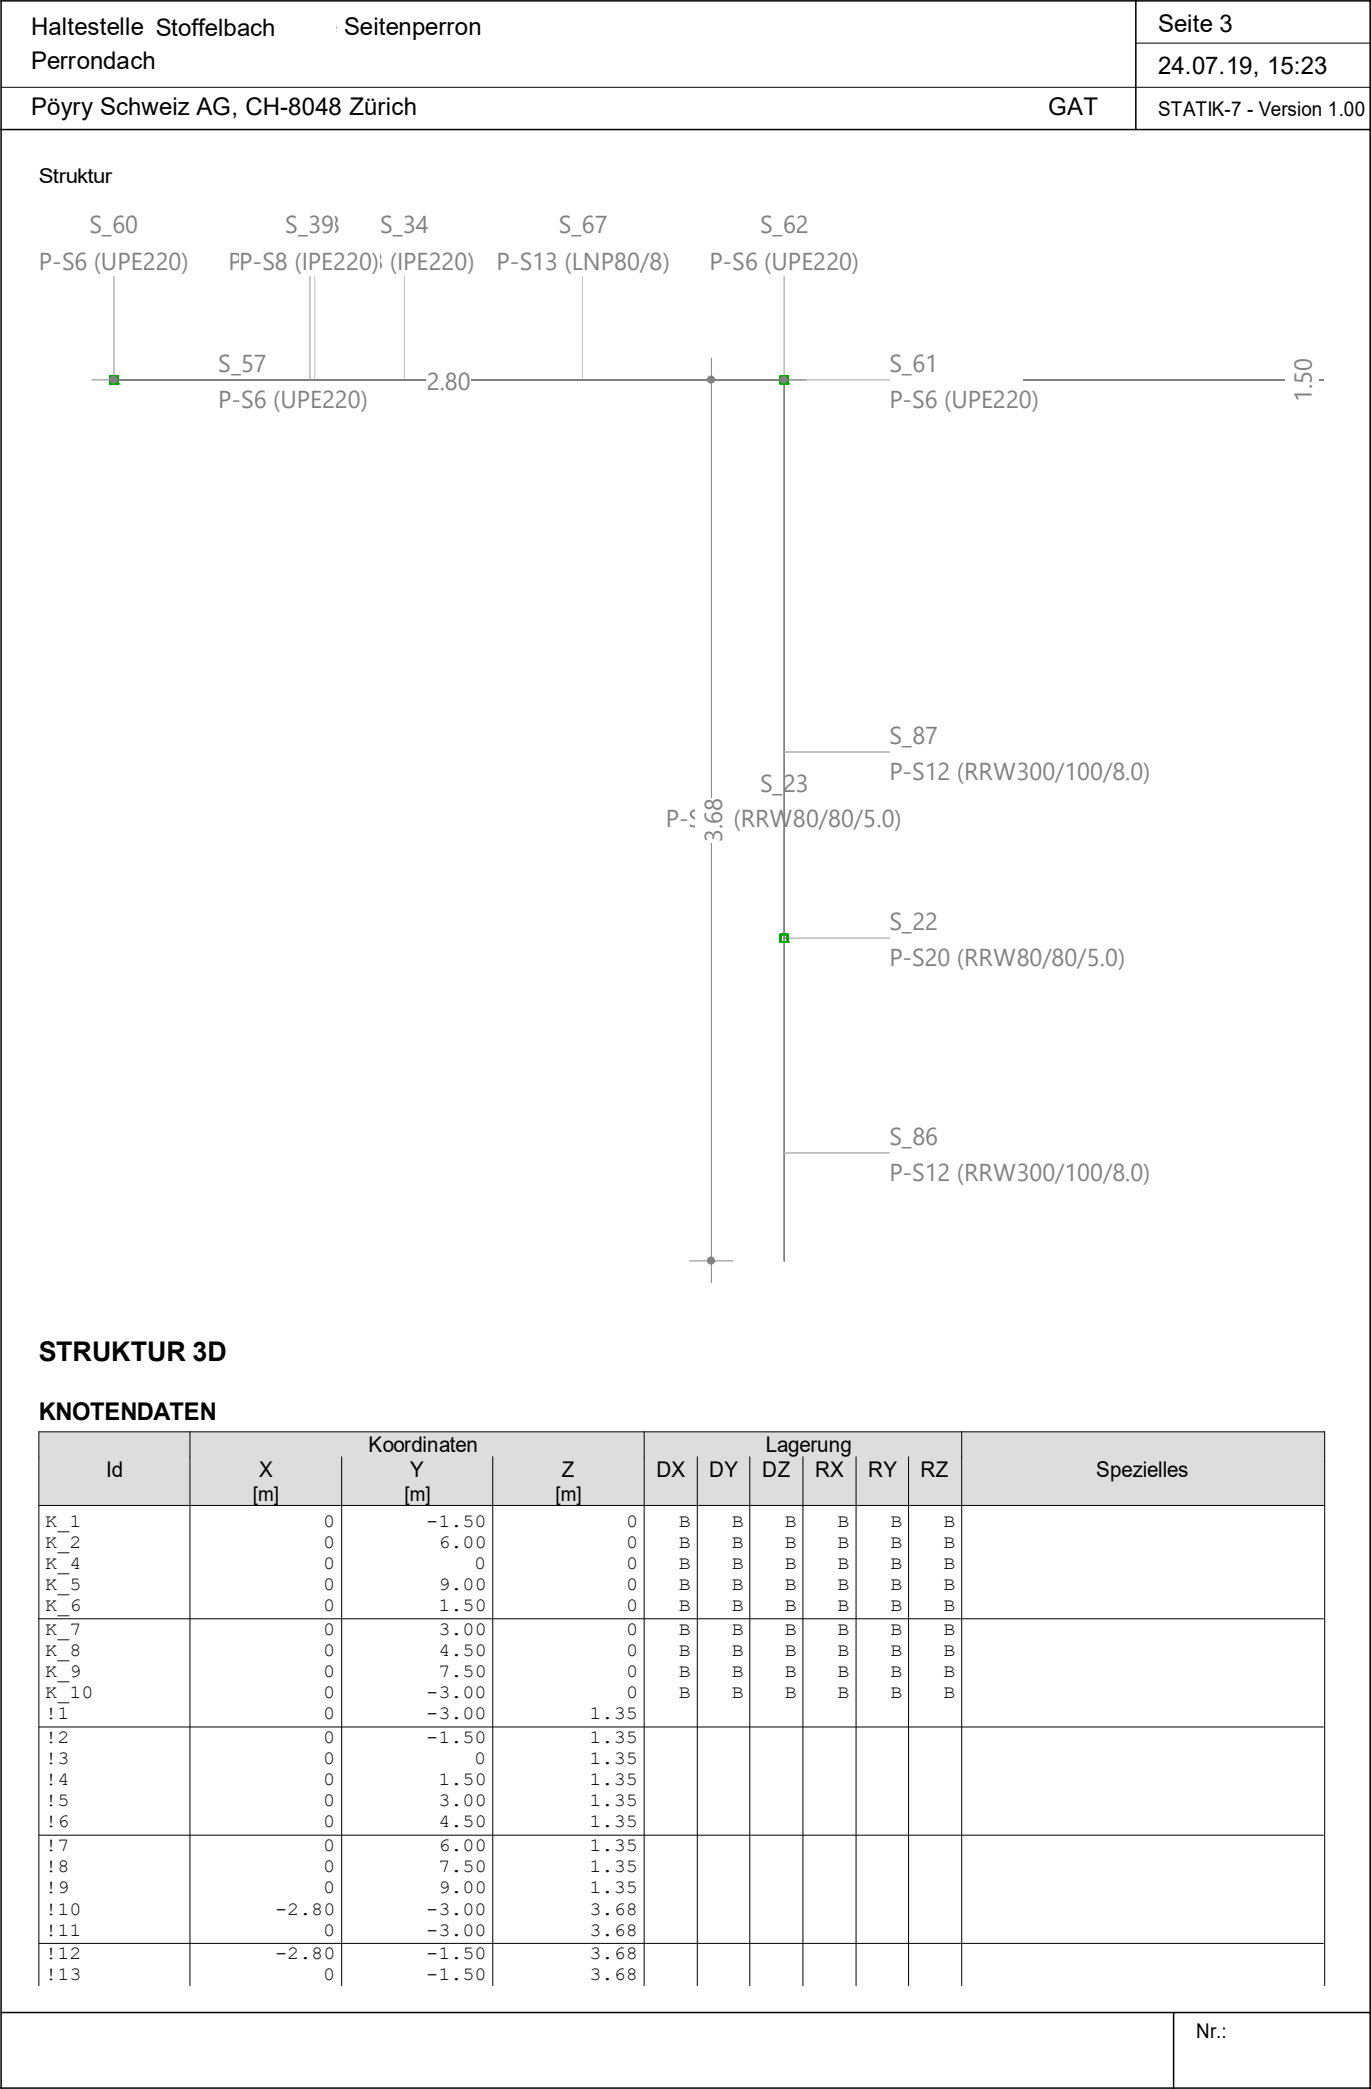 Haltestelle Stoffelbach Seitenperron
Perrondach
Seite 3
24.07.19, 15:23
Pöyry Schweiz AG, CH-8048 Zürich GAT STATIK-7 - Version 1.00
Struktur
S_60 S_39 S_34 S_67 S_62
P-S6 (UPE220) P-S8 (IPE220) (IPE220) P-S13 (LNP80/8) P-S6 (UPE220)
S_57 S_61
2.80 1.50
P-S6 (UPE220) P-S6 (UPE220)
S_87
P-S12 (RRW300/100/8.0)
S_23
3.68 (RRW80/80/5.0)
S_22
P-S20 (RRW80/80/5.0)
S_86
P-S12 (RRW300/100/8.0)
STRUKTUR 3D
KNOTENDATEN
Koordinaten Lagerung
Id X Y Z DX DY DZ RX RY RZ Spezielles
[m] [m] [m]
K_1 0 -1.50 0 B B B B B B
K_2 0 6.00 0 B B B B B B
K_4 0 0 0 B B B B B B
K_5 0 9.00 0 B B B B B B
K_6 0 1.50 0 B B B B B B
K_7 0 3.00 0 B B B B B B
K_8 0 4.50 0 B B B B B B
K_9 0 7.50 0 B B B B B B
K_10 0 -3.00 0 B B B B B B
!1 0 -3.00 1.35
!2 0 -1.50 1.35
!3 0 0 1.35
!4 0 1.50 1.35
!5 0 3.00 1.35
!6 0 4.50 1.35
!7 0 6.00 1.35
!8 0 7.50 1.35
!9 0 9.00 1.35
!10 -2.80 -3.00 3.68
!11 0 -3.00 3.68
!12 -2.80 -1.50 3.68
!13 0 -1.50 3.68
Nr.: